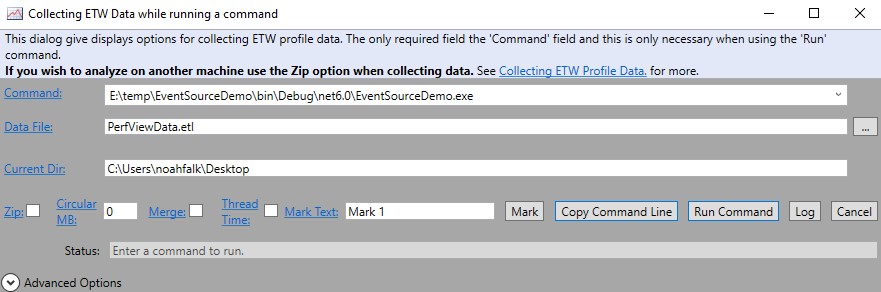 Collecting ETW Data while running a command
This dialog give displays options for collecting ETW profile data. The only required field the 'Command' field and this is only necessary when using the 'Run'
command.
If you wish to analyze on another machine use the Zip option when collecting data. See Collecting ETW Profile Data. for more.
Command: E:\temp\EventSourceDemo\bin\Debug\net6.0\EventSourceDemo.exe
Data File: PerfViewData.etl ...
Current Dir: C:\Users\noahfalk\Desktop
Zip: Circular MB: 0 Merge: Thread Time: Mark Text: Mark 1 Mark Copy Command Line Run Command Log Cancel
Status: Enter a command to run.
Advanced Options